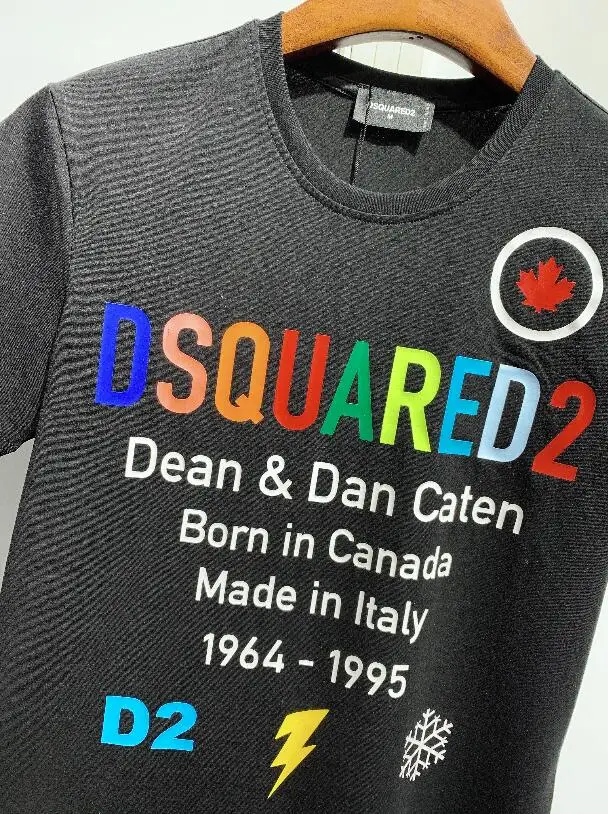 DSQUARED2
M
DSQUARED2
Dean & Dan Caten
Born in Canada
Made in Italy
1964 - 1995
D2